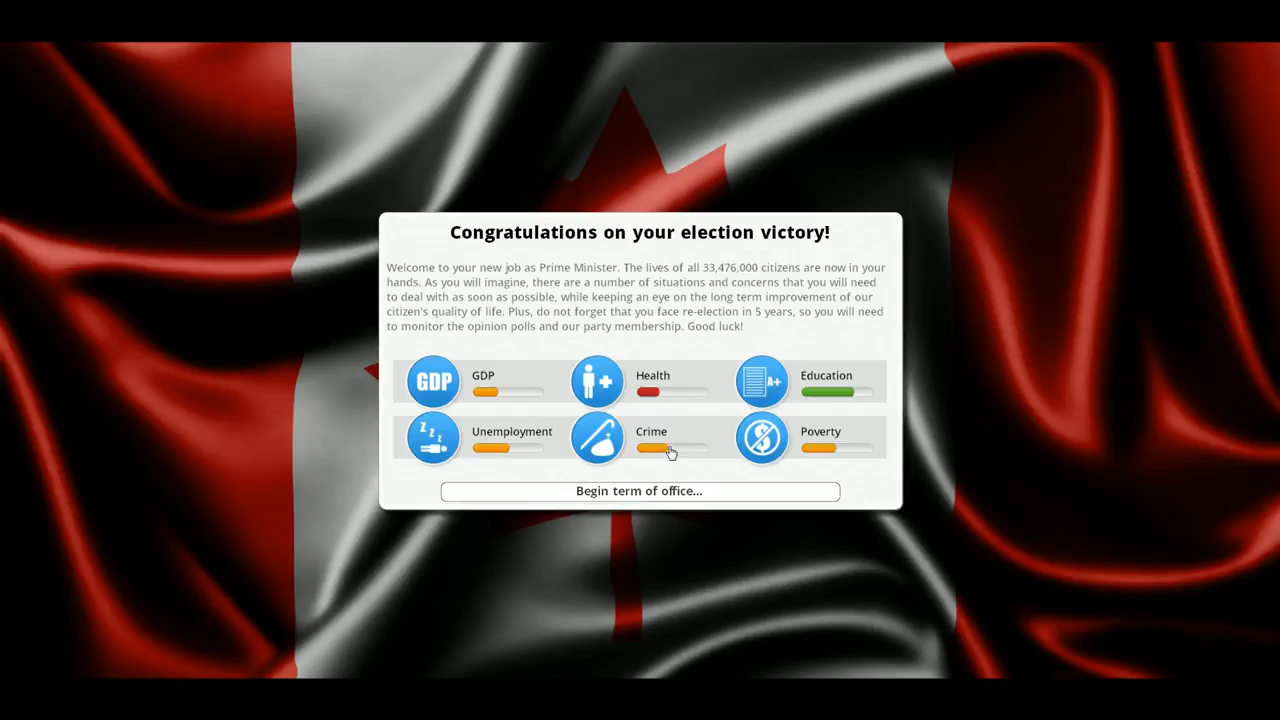 Congratulations on your election victory!
Welcome to your new job as Prime Minister. The lives of all 33,476,000 citizens are now in your
hands. As you will imagine, there are a number of situations and concerns that you will need
to deal with as soon as possible, while keeping an eye on the long term improvement of our
citizen's quality of life. Plus, do not forget that you face re-election in 5 years, so you will need
to monitor the opinion polls and our party membership. Good luck!
GDP GDP Health A+ Education
z z z Unemployment Crime $ Poverty
Begin term of office...